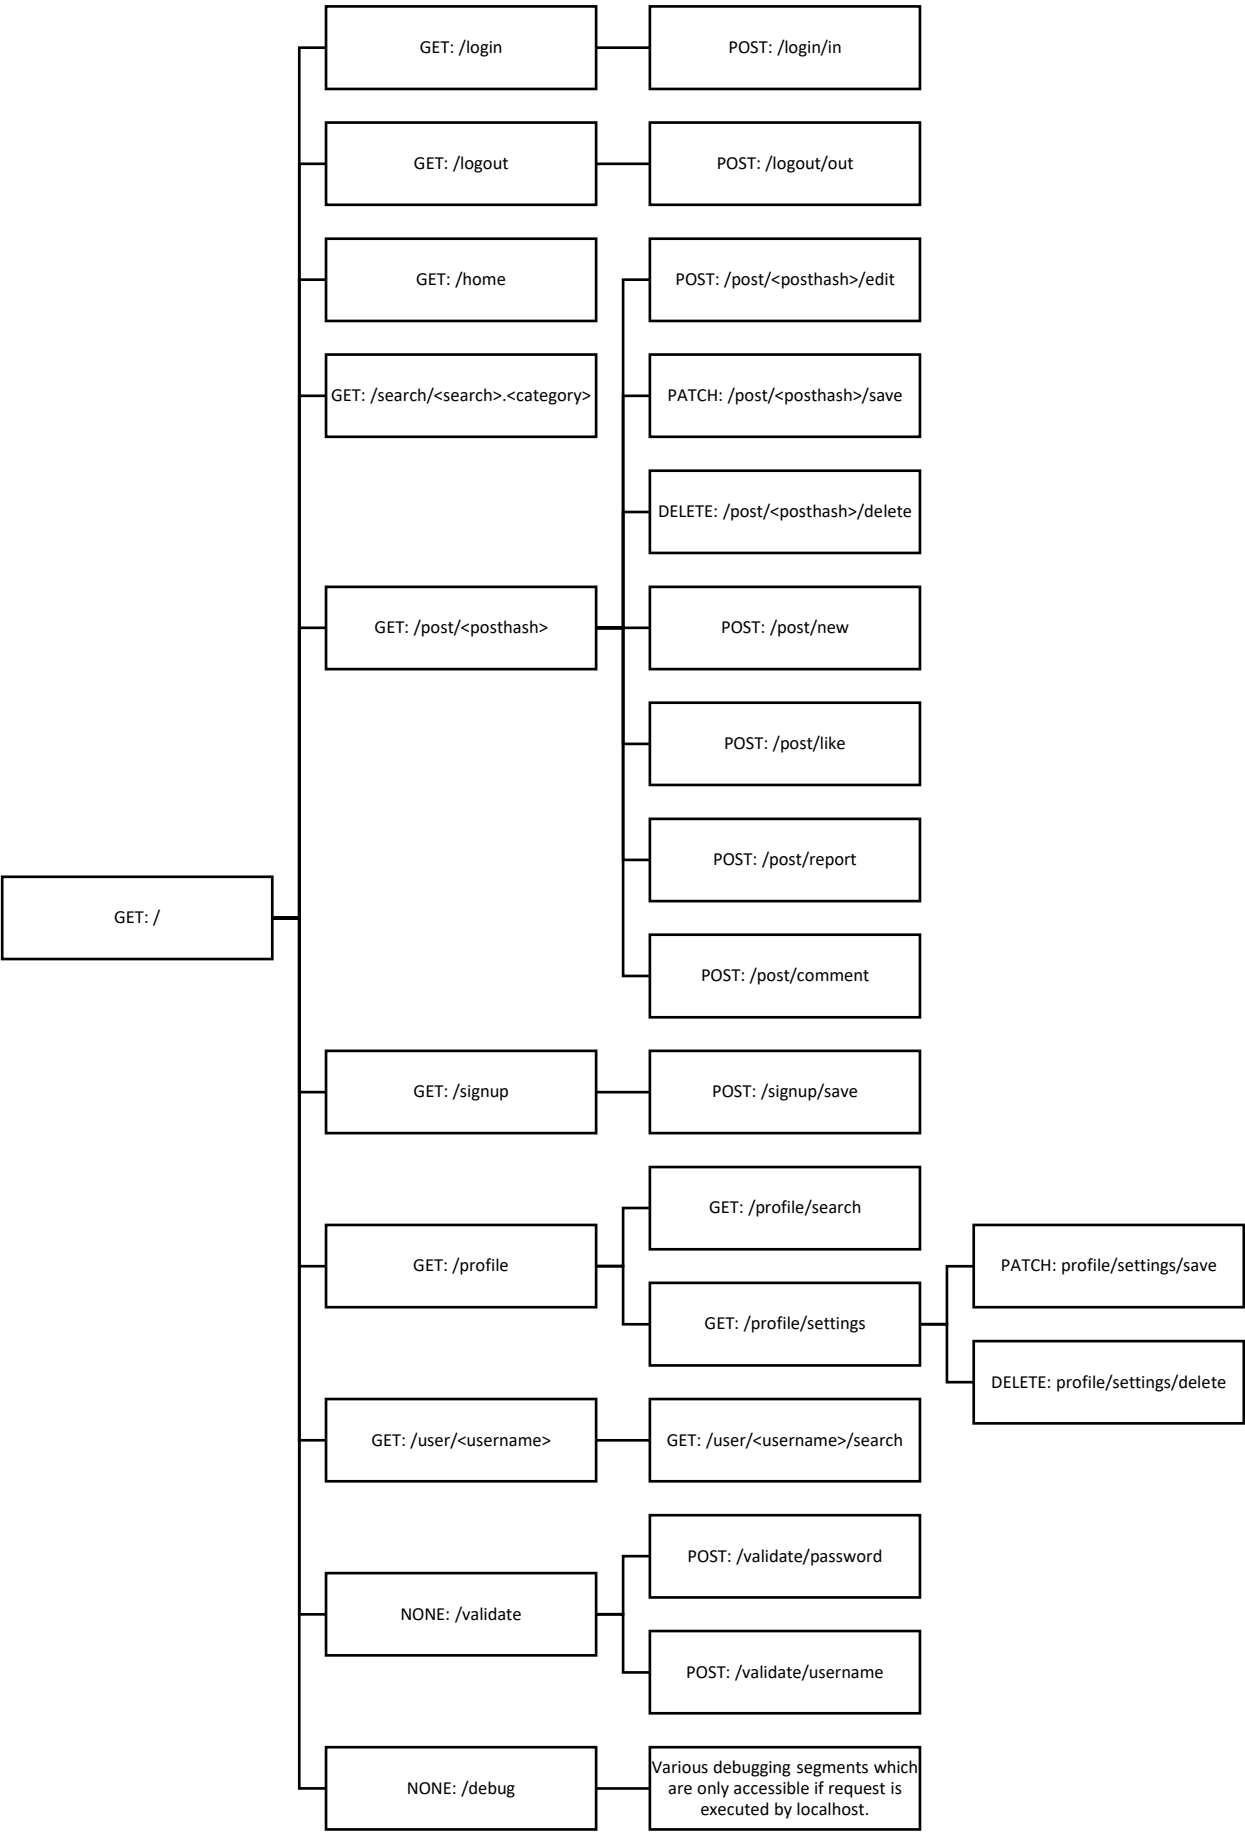 GET: /login
POST: /login/in
GET: /logout
POST: /logout/out
GET: /home
POST: /post/<posthash>/edit
GET: /search/<search>.<category>
PATCH: /post/<posthash>/save
DELETE: /post/<posthash>/delete
GET: /post/<posthash>
POST: /post/new
POST: /post/like
POST: /post/report
GET: /
POST: /post/comment
GET: /signup
POST: /signup/save
GET: /profile
GET: /profile/search
GET: /profile/settings
PATCH: profile/settings/save
DELETE: profile/settings/delete
GET: /user/<username>
GET: /user/<username>/search
NONE: /validate
POST: /validate/password
POST: /validate/username
NONE: /debug
Various debugging segments which
are only accessible if request is
executed by localhost.